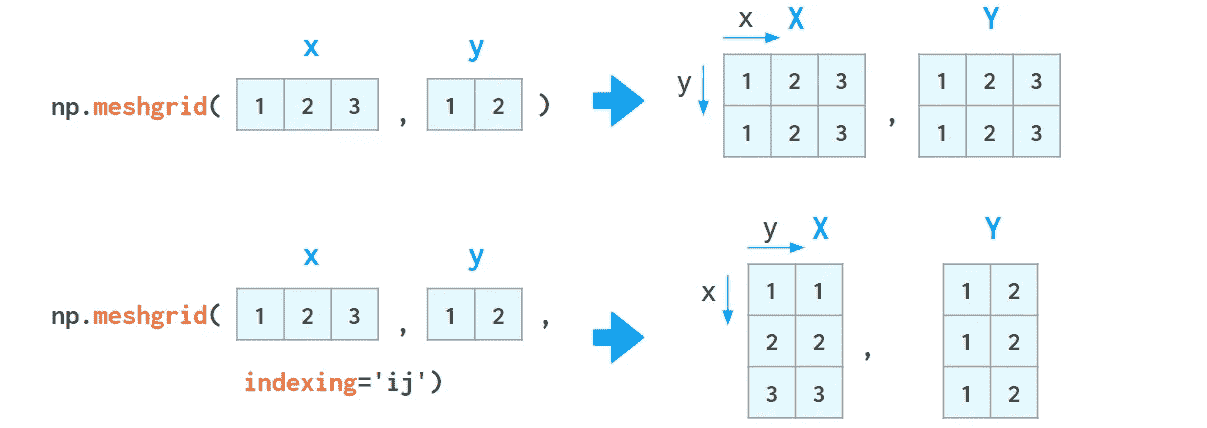 x y x X Y
np.meshgrid( 1 2 3 , 1 2 ) y 1 2 3 1 2 3
1 2 3 , 1 2 3
x y y X Y
np.meshgrid( 1 2 3 , 1 2 , x 1 1 1 2
2 2 , 1 2
indexing='ij') 3 3 1 2